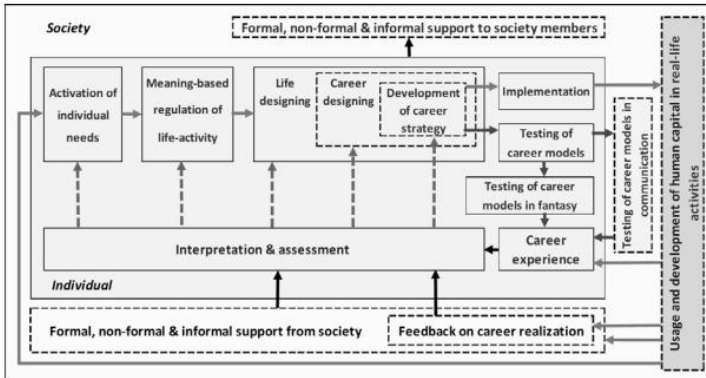 Society
Formal, non-formal & informal support to society
members
Activation of
individual
needs
Meaning-based
regulation of
life-activity
Life
designing
Career
designing
Development
of career
strategy
Implementation
Testing of
career models
Testing of career
models in fantasy
Career
experience
Testing of career models in
communication
Usage and development of human capital in real-life
activities
Interpretation & assessment
Individual
Formal, non-formal & informal support from society
Feedback on career realization